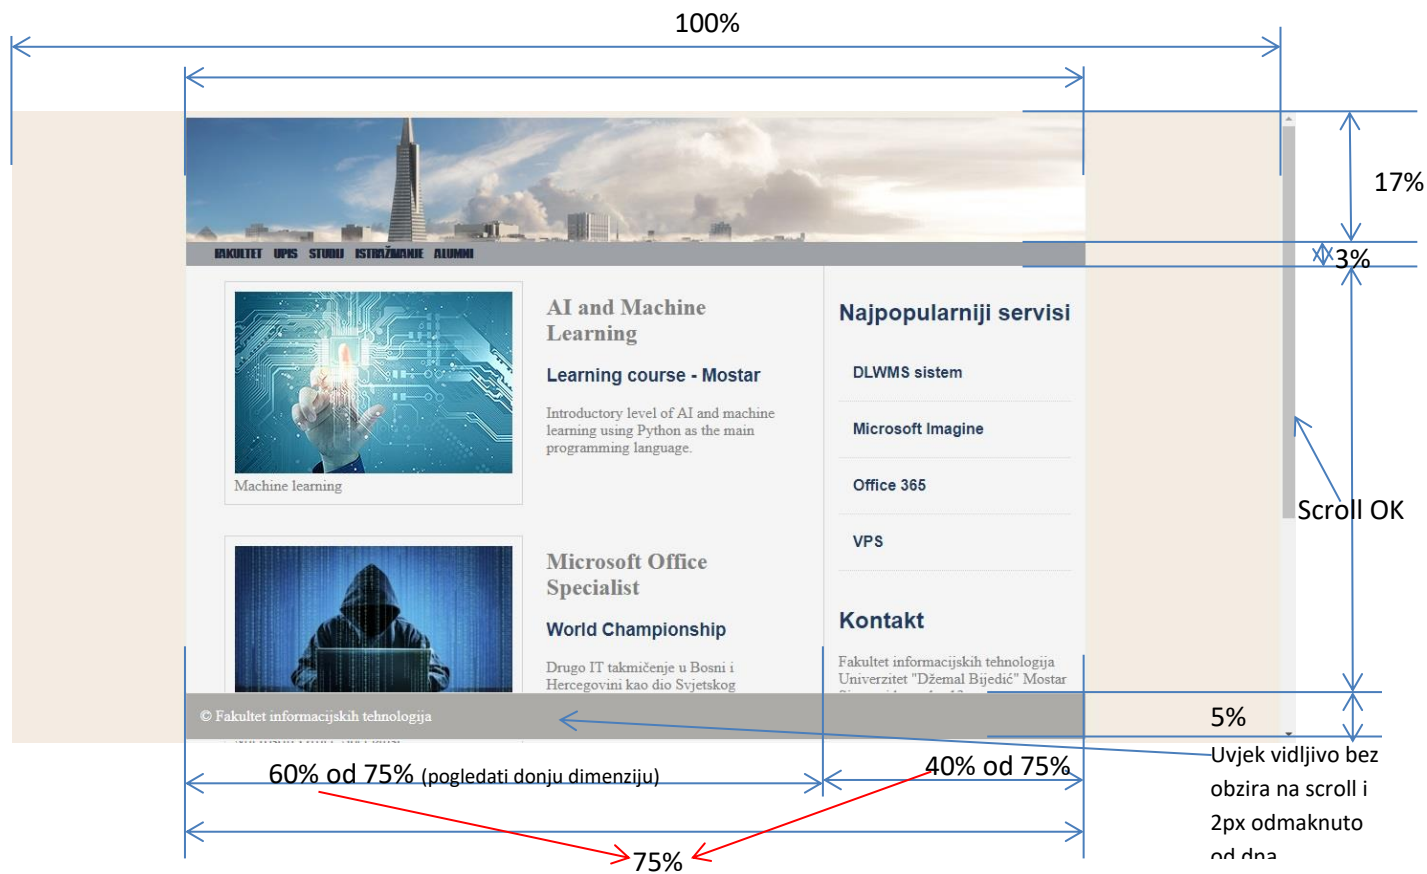 100%
17%
3%
FAKULTET UPIS STUDIJ ISTRAŽIVANJE ALUMNI
AI and Machine
Learning
Learning course - Mostar
Introductory level of AI and machine
learning using Python as the main
programming language.
Machine learning
Najpopularniji servisi
DLWMS sistem
Microsoft Imagine
Office 365
VPS
Scroll OK
Microsoft Office
Specialist
World Championship
Drugo IT takmičenje u Bosni i
Hercegovini kao dio Svjetskog
Kontakt
Fakultet informacijskih tehnologija
Univerzitet "Džemal Bijedić" Mostar
© Fakultet informacijskih tehnologija
5%
Uvjek vidljivo bez
obzira na scroll i
2px odmaknuto
od dna
60% od 75% (pogledati donju dimenziju)
40% od 75%
75%